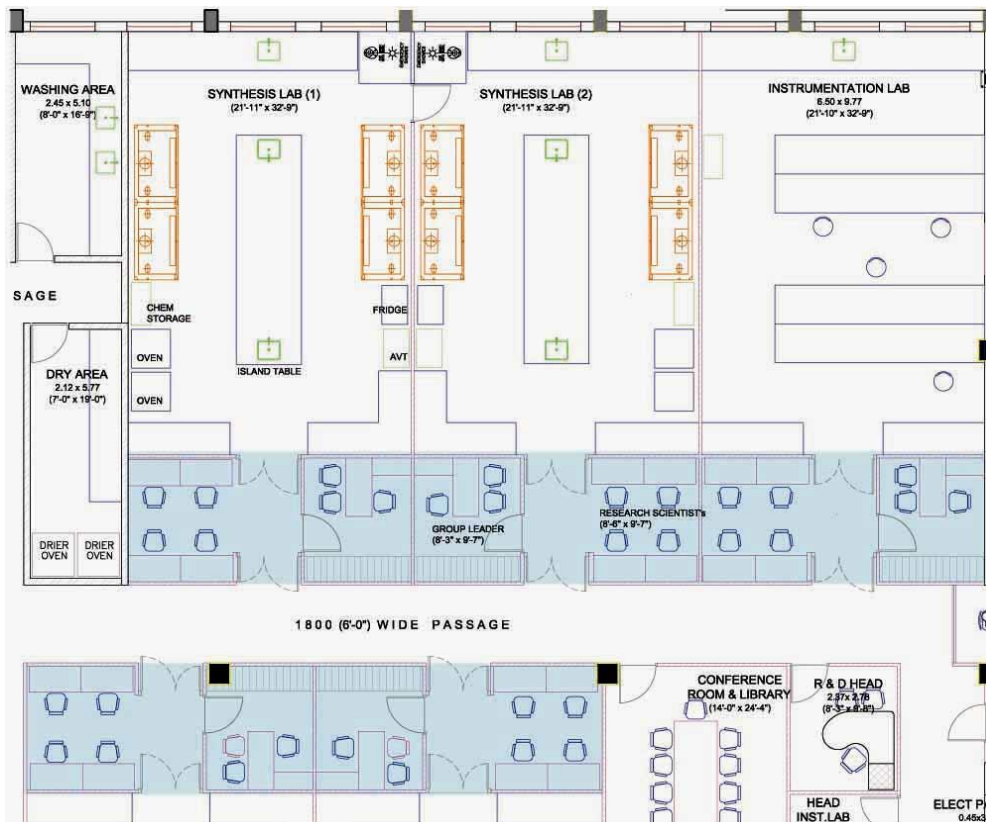 WASHING AREA
2.45 x 5.10
(8'-0" x 16'-9")
SYNTHESIS LAB (1)
(21'-11" x 32'-9")
SYNTHESIS LAB (2)
(21'-11" x 32'-9")
INSTRUMENTATION LAB
6.50 x 9.77
(21'-10" x 32'-9")
SAGE
CHEM
STORAGE
FRIDGE
OVEN
AVT
ISLAND TABLE
OVEN
DRY AREA
2.12 x 5.77
(7'-0" x 19'-0")
DRIER
OVEN
DRIER
OVEN
GROUP LEADER
(8'-3" x 9'-7")
RESEARCH SCIENTIST's
(8'-6" x 9'-7")
1800 (6'-0") WIDE PASSAGE
CONFERENCE
ROOM & LIBRARY
(14'-0" x 24'-4")
R & D HEAD
2.37x 2.78
HEAD
INST.LAB
ELECT